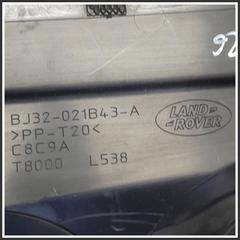 BJ32-021B43-A
>PP-T20<
C8C9A
T8000 L538
LAND
ROVER